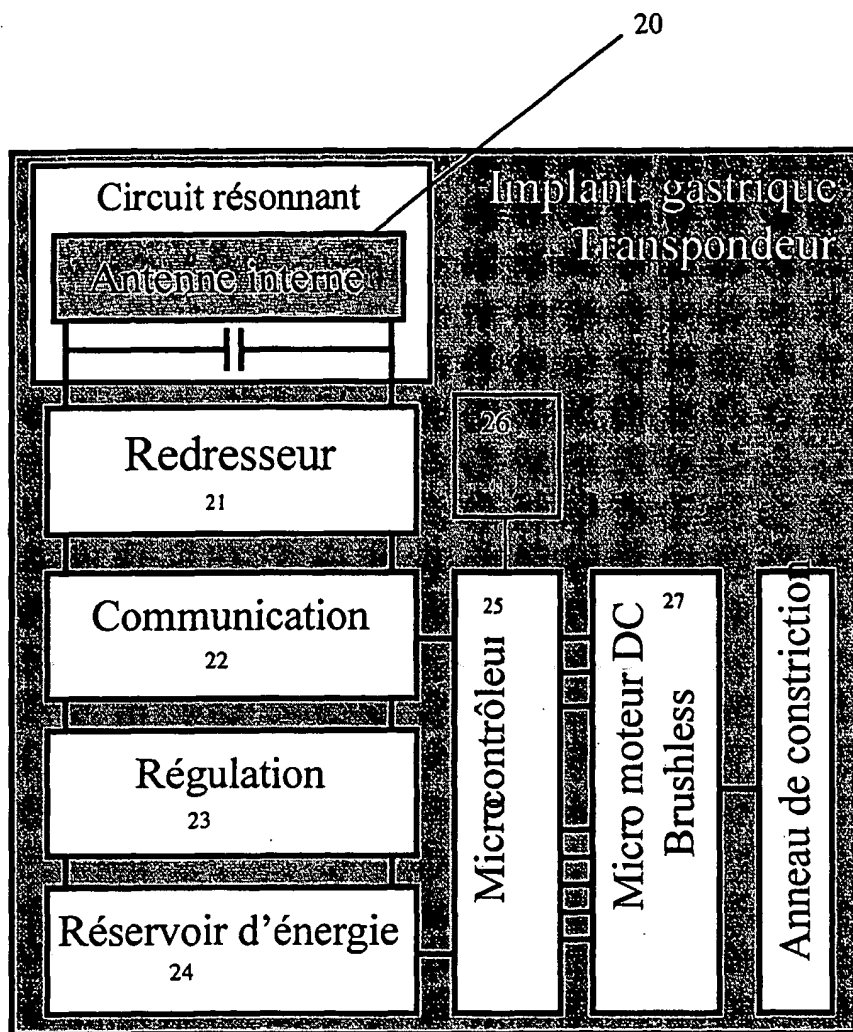 20
Circuit résonnant
Implant gastrique
Transpondeur
Antenne interne
Redresseur
21
26
Communication
22
Régulation
23
Réservoir d'énergie
24
25
Microcontrôleur
27
Micro moteur DC
Brushless
Anneau de constriction